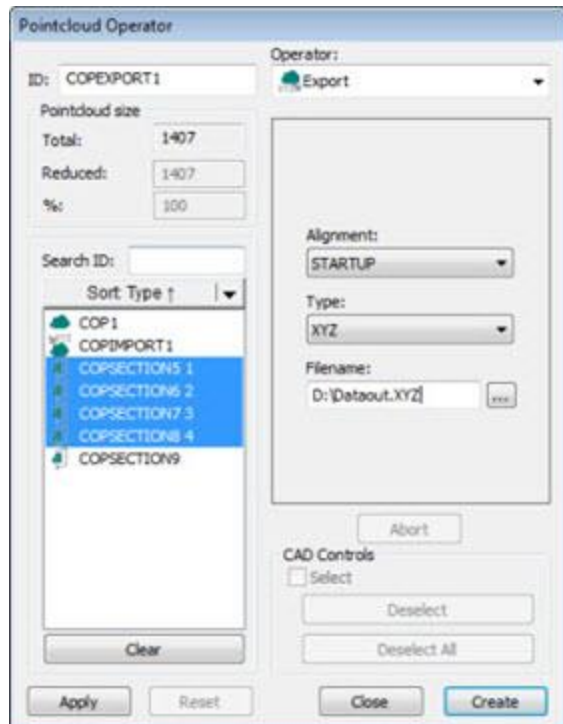 Pointcloud Operator
ID: COPEXPORT1
Operator:
Export
Pointcloud size
Total: 1407
Reduced: 1407
%: 100
Search ID:
Sort Type ↑
COP1
COPIMPORT1
COPSECTION5 1
COPSECTION6 2
COPSECTION7 3
COPSECTION8 4
COPSECTION9
Clear
Alignment:
STARTUP
Type:
XYZ
Filename:
D:\Dataout.XYZ
...
Abort
CAD Controls
Select
Deselect
Deselect All
Apply
Reset
Close
Create